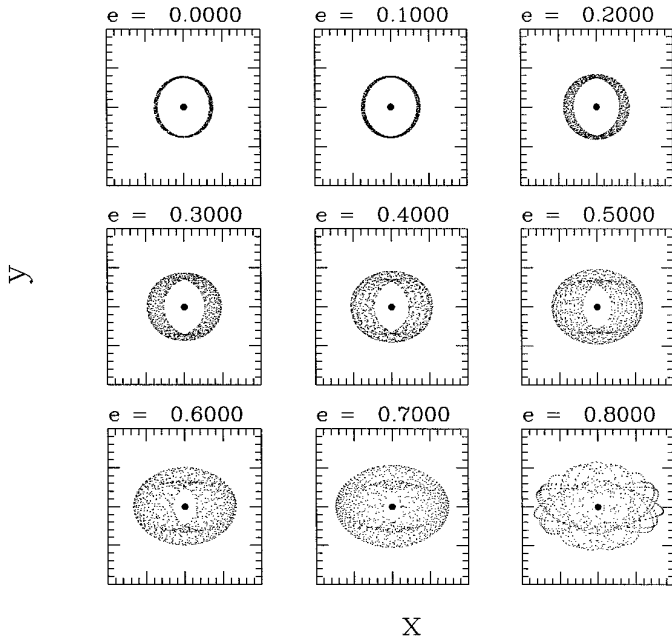 e = 0.0000
e = 0.1000
e = 0.2000
e = 0.3000
e = 0.4000
e = 0.5000
e = 0.6000
e = 0.7000
e = 0.8000
y
x